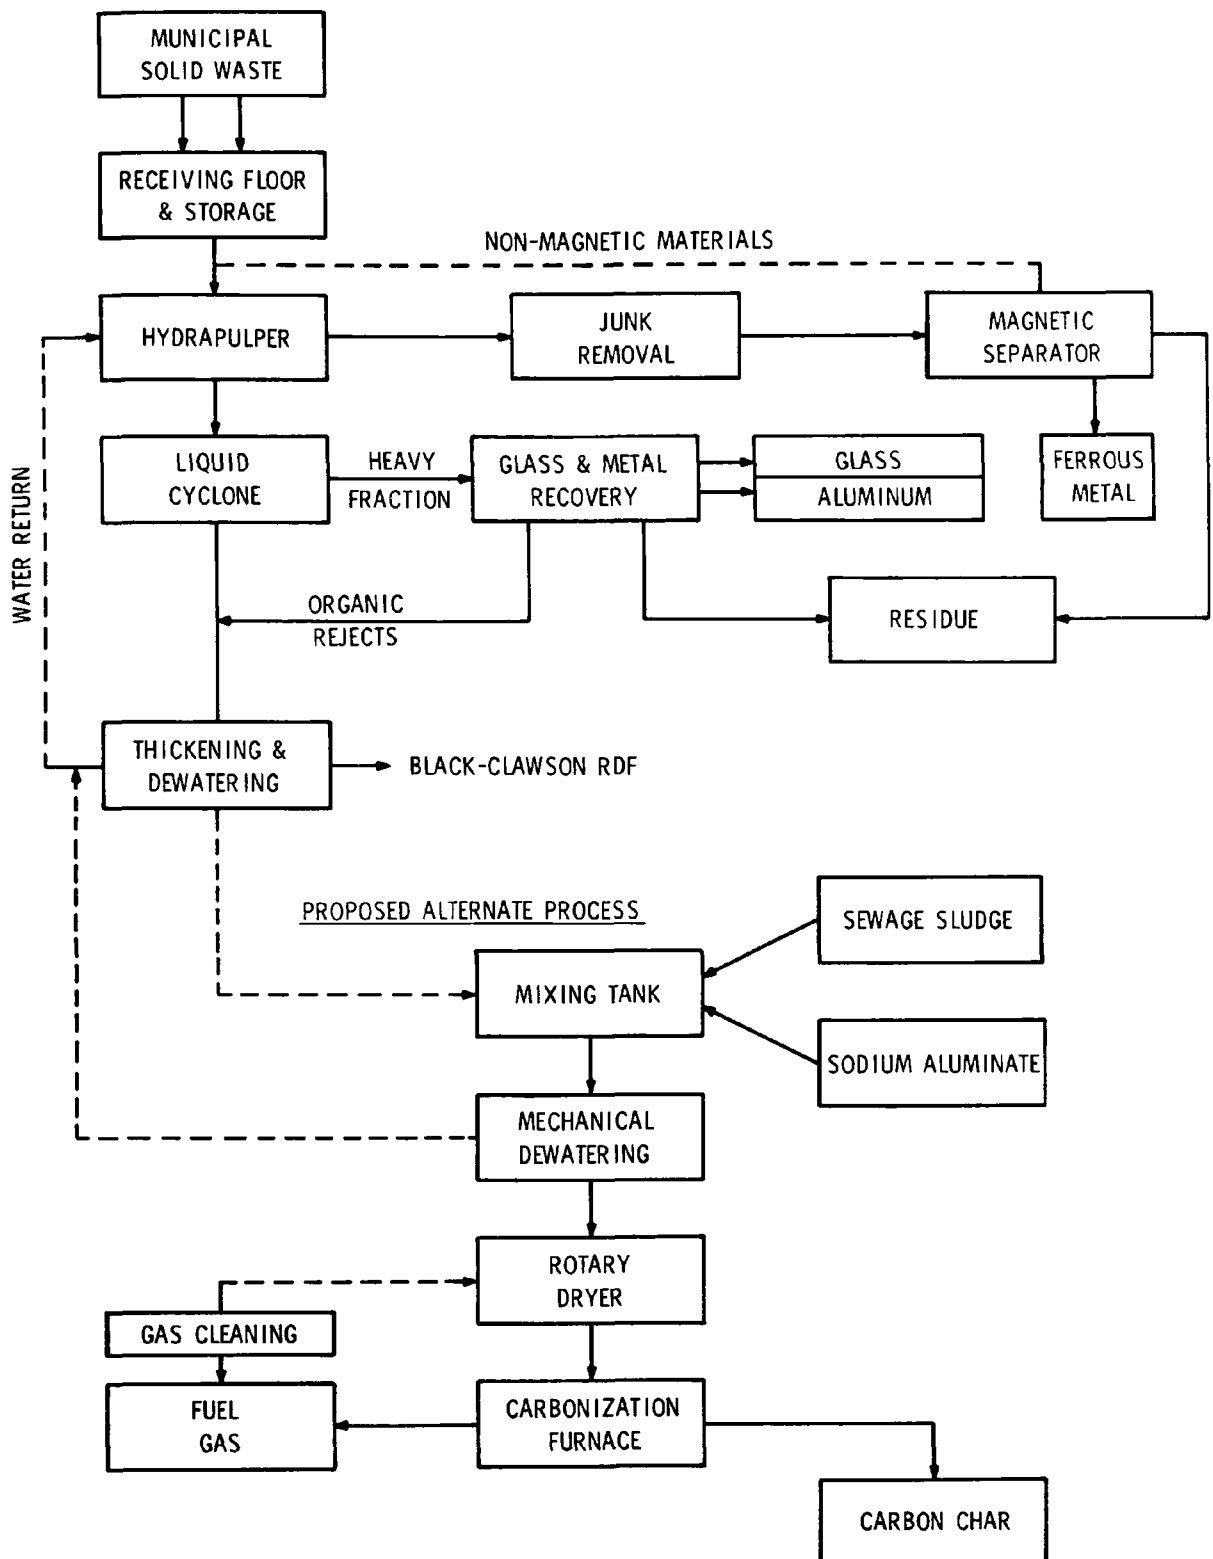 MUNICIPAL
SOLID WASTE
RECEIVING FLOOR
& STORAGE
NON-MAGNETIC MATERIALS
HYDRAPULPER
JUNK
REMOVAL
MAGNETIC
SEPARATOR
LIQUID
CYCLONE
HEAVY
FRACTION
GLASS & METAL
RECOVERY
GLASS
ALUMINUM
FERROUS
METAL
WATER RETURN
ORGANIC
REJECTS
RESIDUE
THICKENING &
DEWATERING
BLACK-CLAWSON RDF
PROPOSED ALTERNATE PROCESS
SEWAGE SLUDGE
MIXING TANK
SODIUM ALUMINATE
MECHANICAL
DEWATERING
ROTARY
DRYER
GAS CLEANING
FUEL
GAS
CARBONIZATION
FURNACE
CARBON CHAR